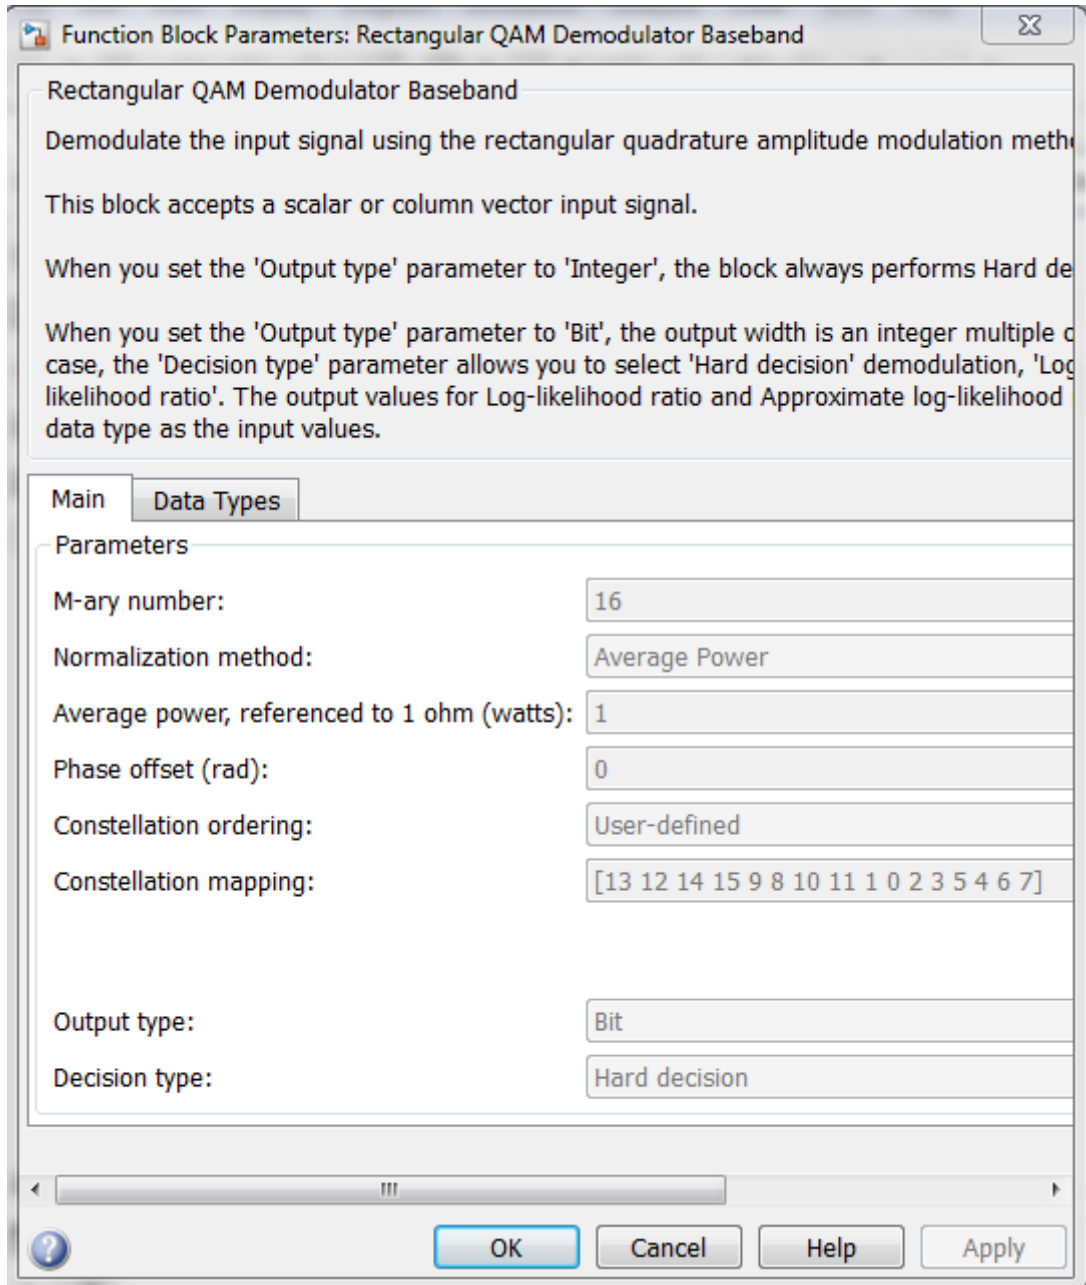 Function Block Parameters: Rectangular QAM Demodulator Baseband
Rectangular QAM Demodulator Baseband
Demodulate the input signal using the rectangular quadrature amplitude modulation
This block accepts a scalar or column vector input signal.
When you set the 'Output type' parameter to 'Integer', the block always performs Hard
When you set the 'Output type' parameter to 'Bit', the output width is an integer multiple
case, the 'Decision type' parameter allows you to select 'Hard decision' demodulation,
likelihood ratio'. The output values for Log-likelihood ratio and Approximate log-likelihood
data type as the input values.
Main Data Types
Parameters
M-ary number: 16
Normalization method: Average Power
Average power, referenced to 1 ohm (watts): 1
Phase offset (rad): 0
Constellation ordering: User-defined
Constellation mapping: [13 12 14 15 9 8 10 11 1 0 2 3 5 4 6 7]
Output type: Bit
Decision type: Hard decision
OK Cancel Help Apply